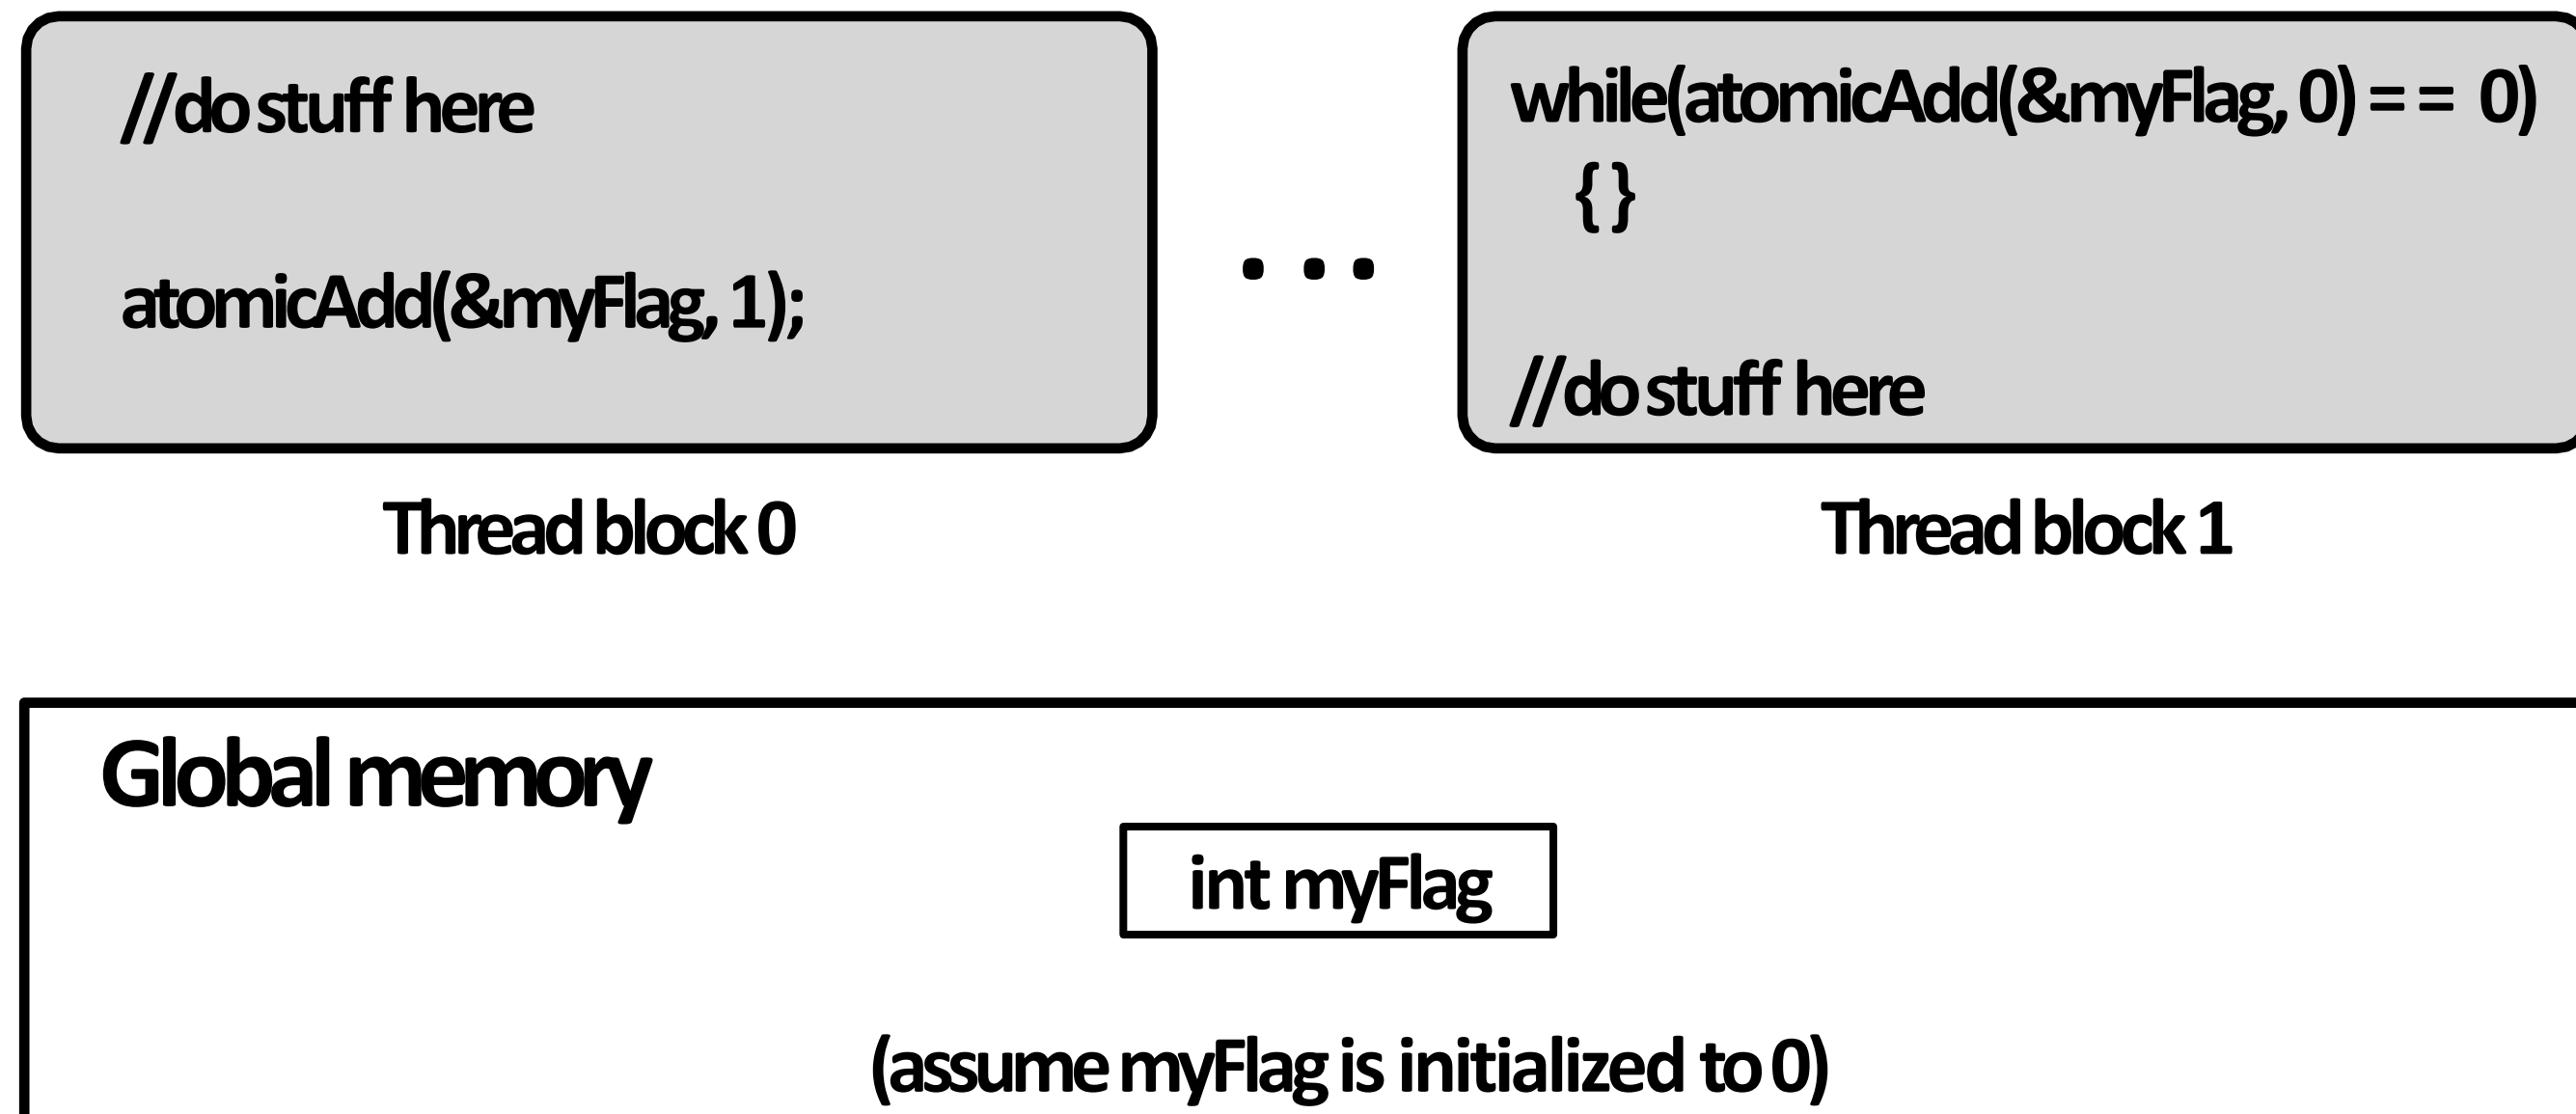 //do stuff here
atomicAdd(&myFlag, 1);
. . .
while(atomicAdd(&myFlag, 0) == 0)
{ }
//do stuff here
Thread block 0
Thread block 1
Global memory
int myFlag
(assume myFlag is initialized to 0)